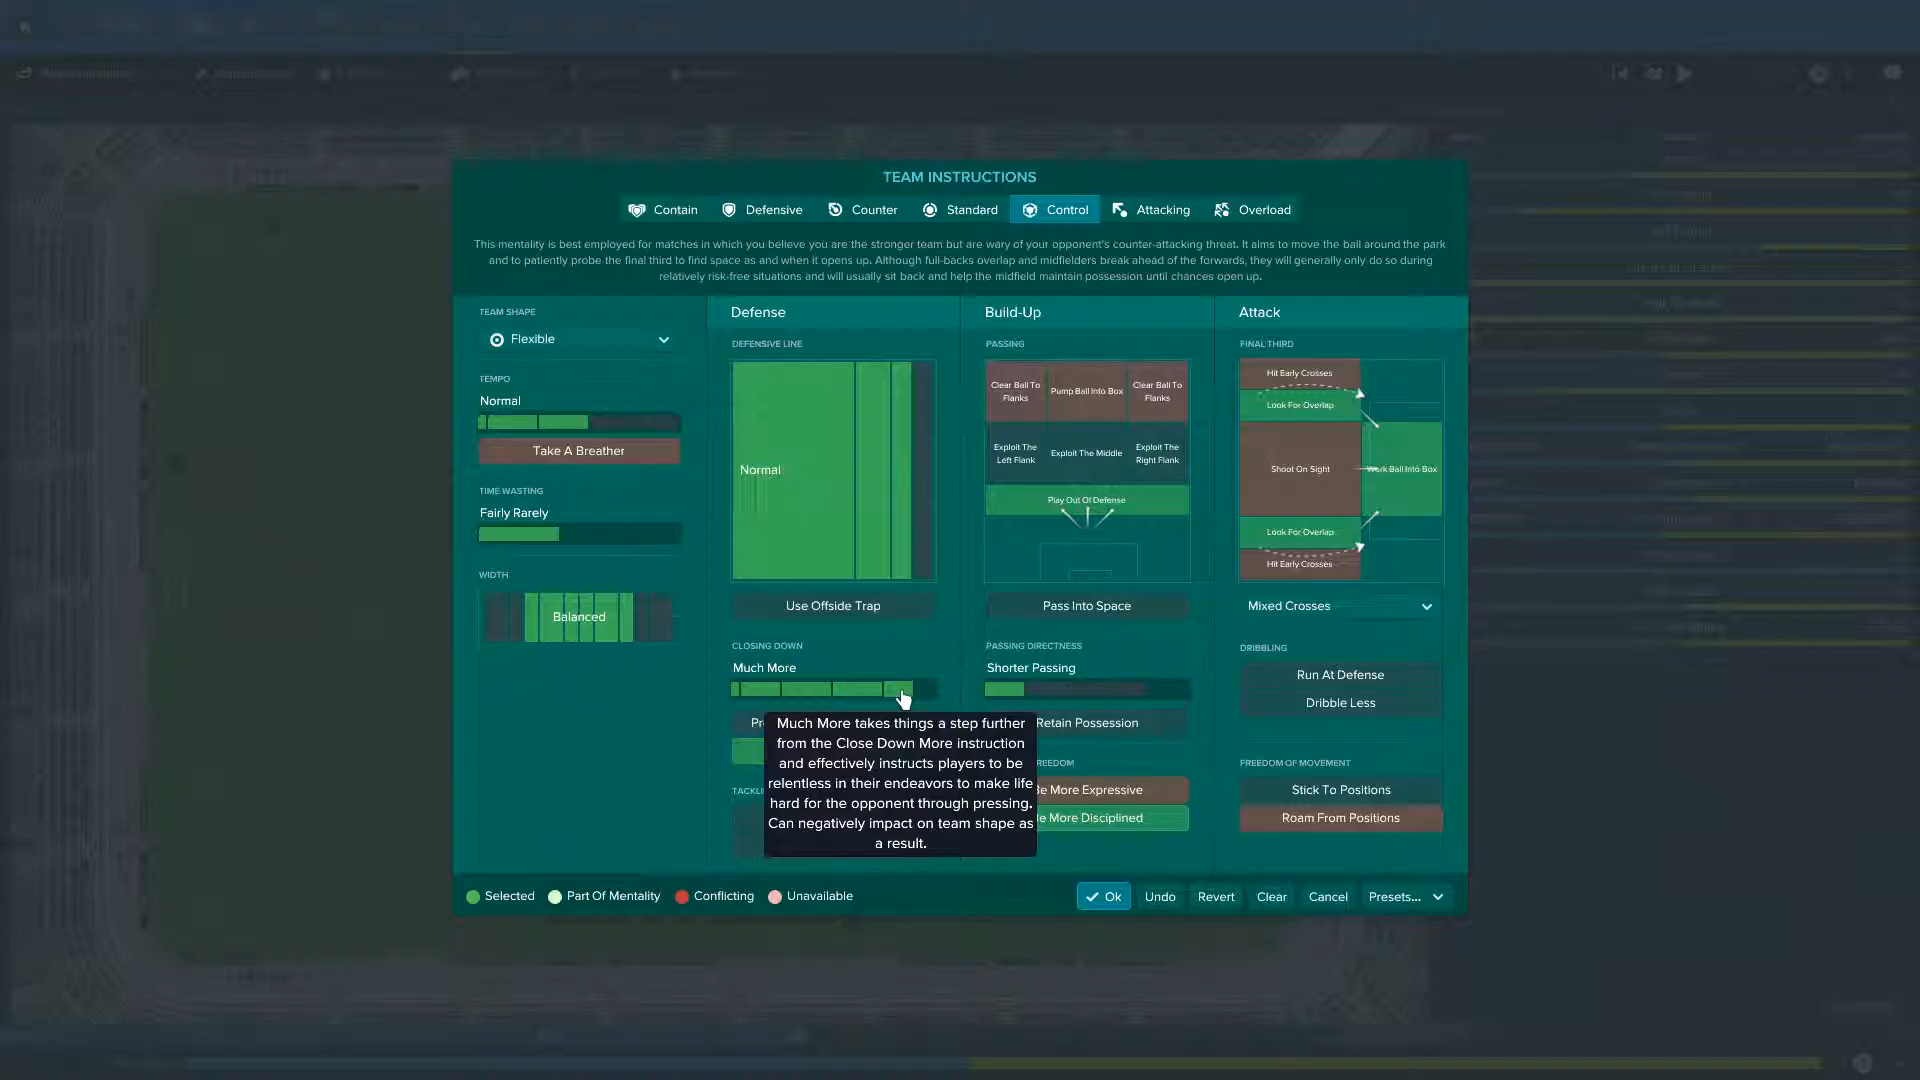 TEAM INSTRUCTIONS
Contain
Defensive
Counter
Standard
Control
Attacking
Overload
This mentality is best employed for matches in which you believe you are the stronger team but are wary of your opponent's counter-attacking threat. It aims to move the ball around the park
and to patiently probe the final third to find space as and when it opens up. Although full-backs overlap and midfielders break ahead of the forwards, they will generally only do so during
relatively risk-free situations and will usually sit back and help the midfield maintain possession until chances open up.
TEAM SHAPE
Flexible
TEMPO
Normal
Take A Breather
TIME WASTING
Fairly Rarely
WIDTH
Balanced
Defense
DEFENSIVE LINE
Normal
Use Offside Trap
CLOSING DOWN
Much More
Much More takes things a step further
from the Close Down More instruction
and effectively instructs players to be
relentless in their endeavors to make life
hard for the opponent through pressing.
Can negatively impact on team shape as
a result.
Build-Up
PASSING
Clear Ball To
Flanks
Pump Ball Into Box
Clear Ball To
Flanks
Exploit The
Left Flank
Exploit The Middle
Exploit The
Right Flank
Play Out Of Defense
Pass Into Space
PASSING DIRECTNESS
Shorter Passing
Retain Possession
Be More Expressive
Be More Disciplined
Attack
FINAL THIRD
Hit Early Crosses
Look For Overlap
Shoot On Sight
Work Ball Into Box
Look For Overlap
Hit Early Crosses
Mixed Crosses
DRIBBLING
Run At Defense
Dribble Less
FREEDOM OF MOVEMENT
Stick To Positions
Roam From Positions
Selected
Part Of Mentality
Conflicting
Unavailable
Ok
Undo
Revert
Clear
Cancel
Presets...